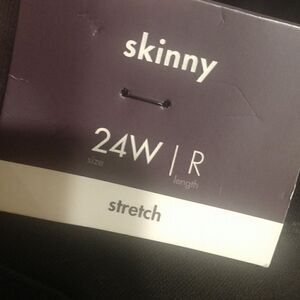 skinny
24W | R
size length
stretch